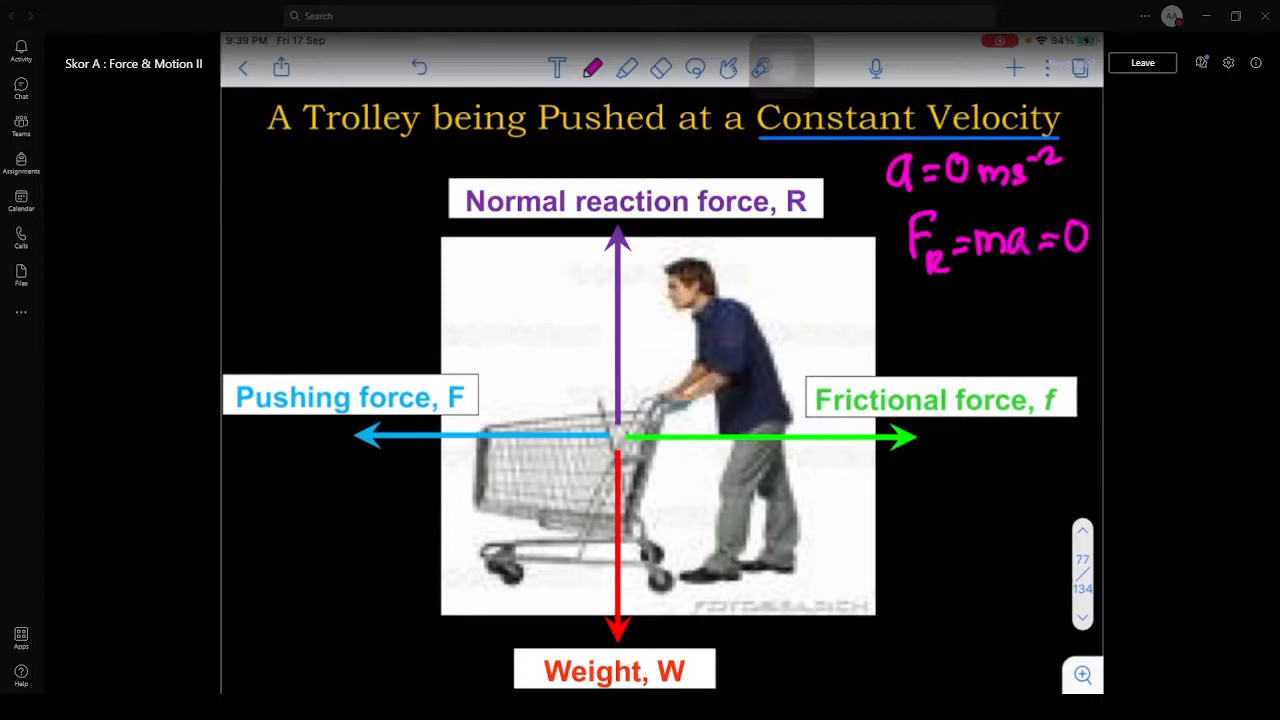 Search
AA
9:39 PM Fri 17 Sep
94%
Activity
Skor A : Force & Motion II
Leave
Chat
Teams
Assignments
Calendar
Calls
Files
A Trolley being Pushed at a Constant Velocity
a = 0 ms⁻²
F_R = ma = 0
Normal reaction force, R
Pushing force, F
Frictional force, f
Weight, W
77
134
Apps
Help